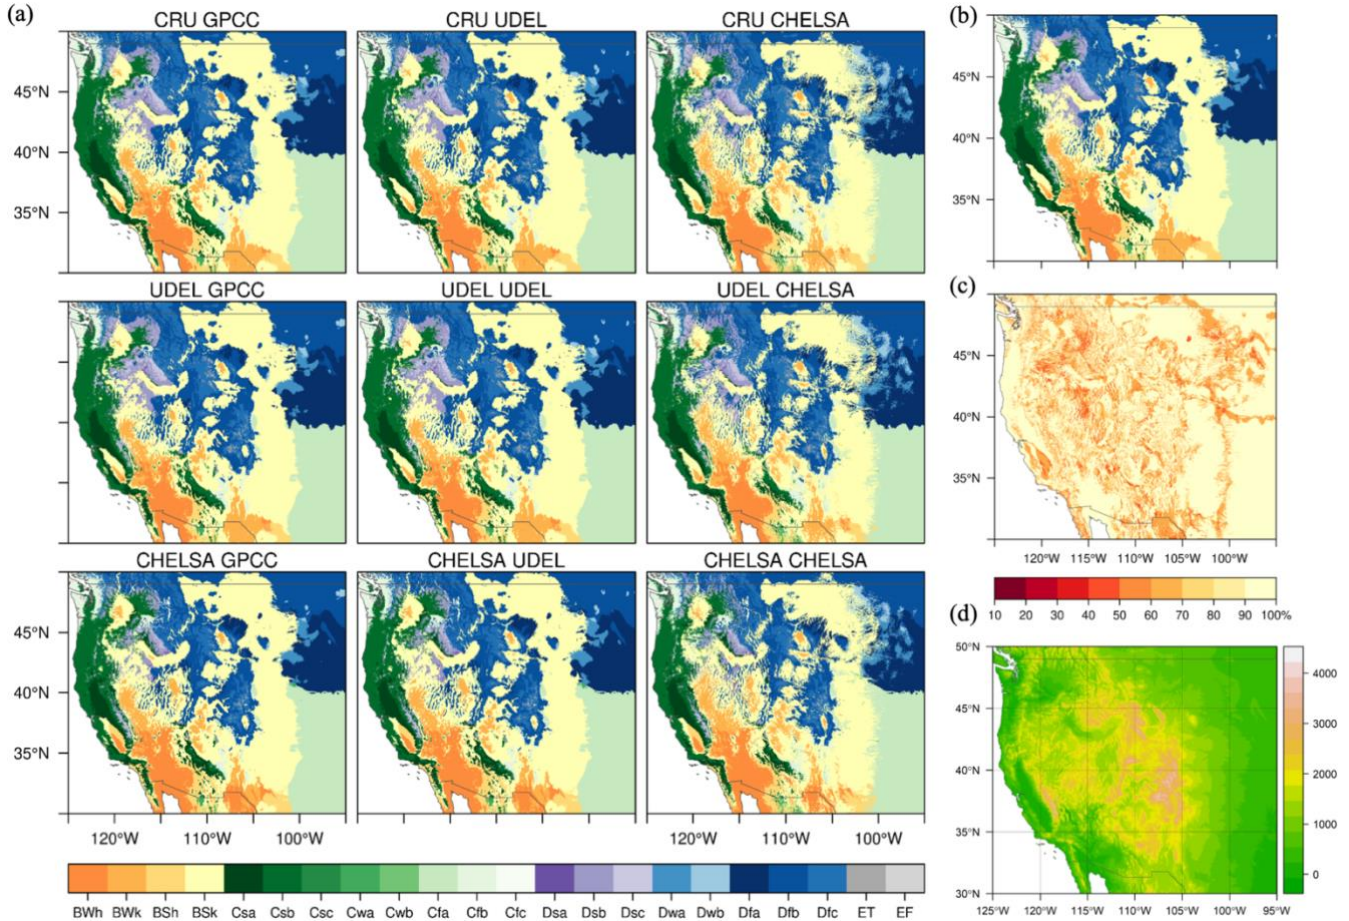 (a)
CRU GPCC
CRU UDEL
CRU CHELSA
45°N
40°N
35°N
UDEL GPCC
UDEL UDEL
UDEL CHELSA
CHELSA GPCC
CHELSA UDEL
CHELSA CHELSA
45°N
40°N
35°N
120°W 110°W 100°W
120°W 110°W 100°W
BWh BWk BSh BSk Csa Csb Csc Cwa Cwb Cfa Cfb Cfc Dsa Dsb Dsc Dwa Dwb Dfa Dfb Dfc ET EF
(b)
45°N
40°N
35°N
(c)
45°N
40°N
35°N
120°W 115°W 110°W 105°W 100°W
10 20 30 40 50 60 70 80 90 100%
(d)
50°N
45°N
40°N
35°N
30°N
125°W 120°W 115°W 110°W 105°W 100°W 95°W
4000
3000
2000
1000
0